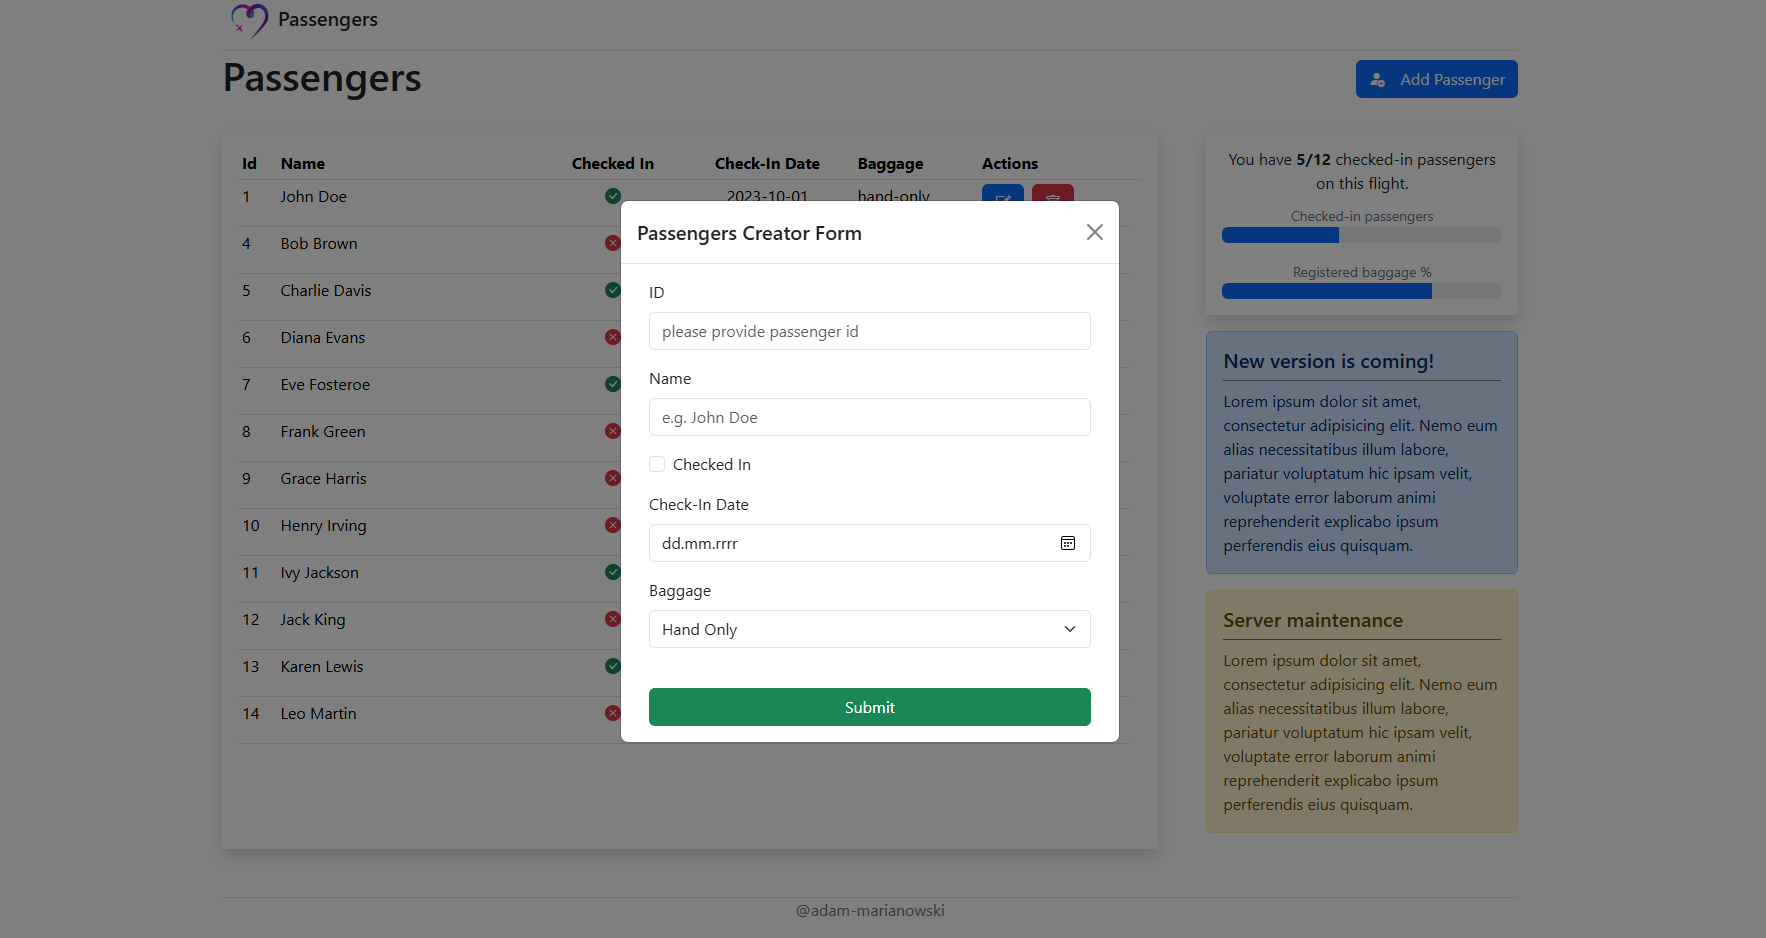 Passengers
Passengers
Add Passenger
Id Name Checked In Check-In Date Baggage Actions
1 John Doe 2023-10-01 hand-only
4 Bob Brown
5 Charlie Davis
6 Diana Evans
7 Eve Fosteroe
8 Frank Green
9 Grace Harris
10 Henry Irving
11 Ivy Jackson
12 Jack King
13 Karen Lewis
14 Leo Martin
Passengers Creator Form
ID
please provide passenger id
Name
e.g. John Doe
Checked In
Check-In Date
dd.mm.rrrr
Baggage
Hand Only
Submit
You have 5/12 checked-in passengers
on this flight.
Checked-in passengers
Registered baggage %
New version is coming!
Lorem ipsum dolor sit amet,
consectetur adipisicing elit. Nemo eum
alias necessitatibus illum labore,
pariatur voluptatum hic ipsam velit,
voluptate error laborum animi
reprehenderit explicabo ipsum
perferendis eius quisquam.
Server maintenance
Lorem ipsum dolor sit amet,
consectetur adipisicing elit. Nemo eum
alias necessitatibus illum labore,
pariatur voluptatum hic ipsam velit,
voluptate error laborum animi
reprehenderit explicabo ipsum
perferendis eius quisquam.
@adam-marianowski